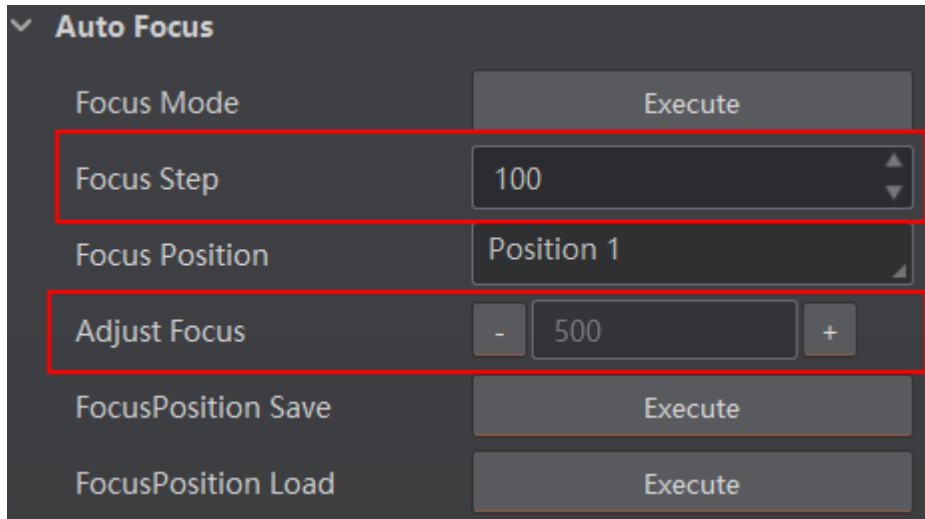 Auto Focus
Focus Mode Execute
Focus Step 100
Focus Position Position 1
Adjust Focus - 500 +
FocusPosition Save Execute
FocusPosition Load Execute